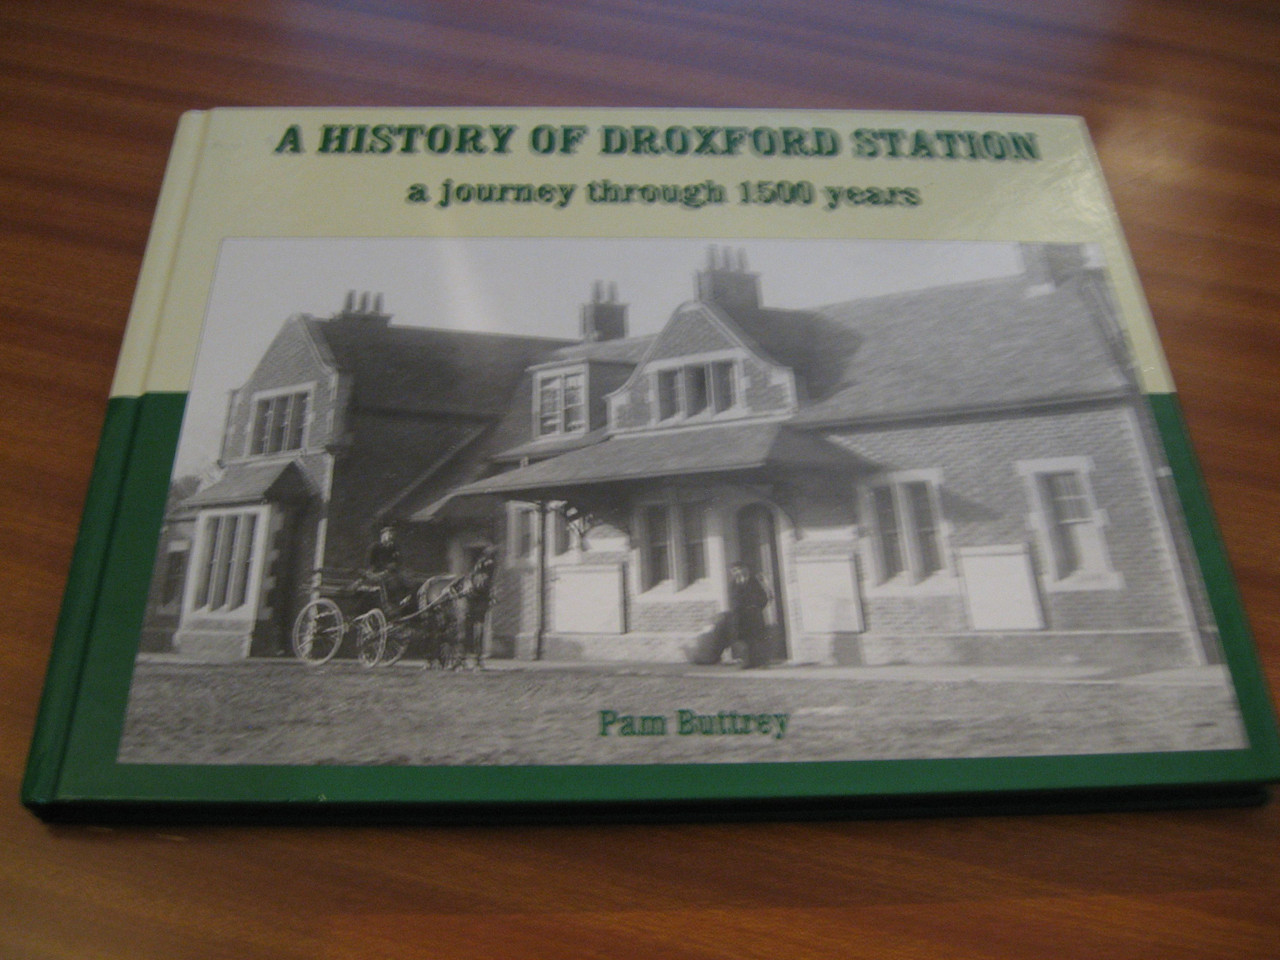 A HISTORY OF DROXFORD STATION
a journey through 1500 years
Pam Buttrey